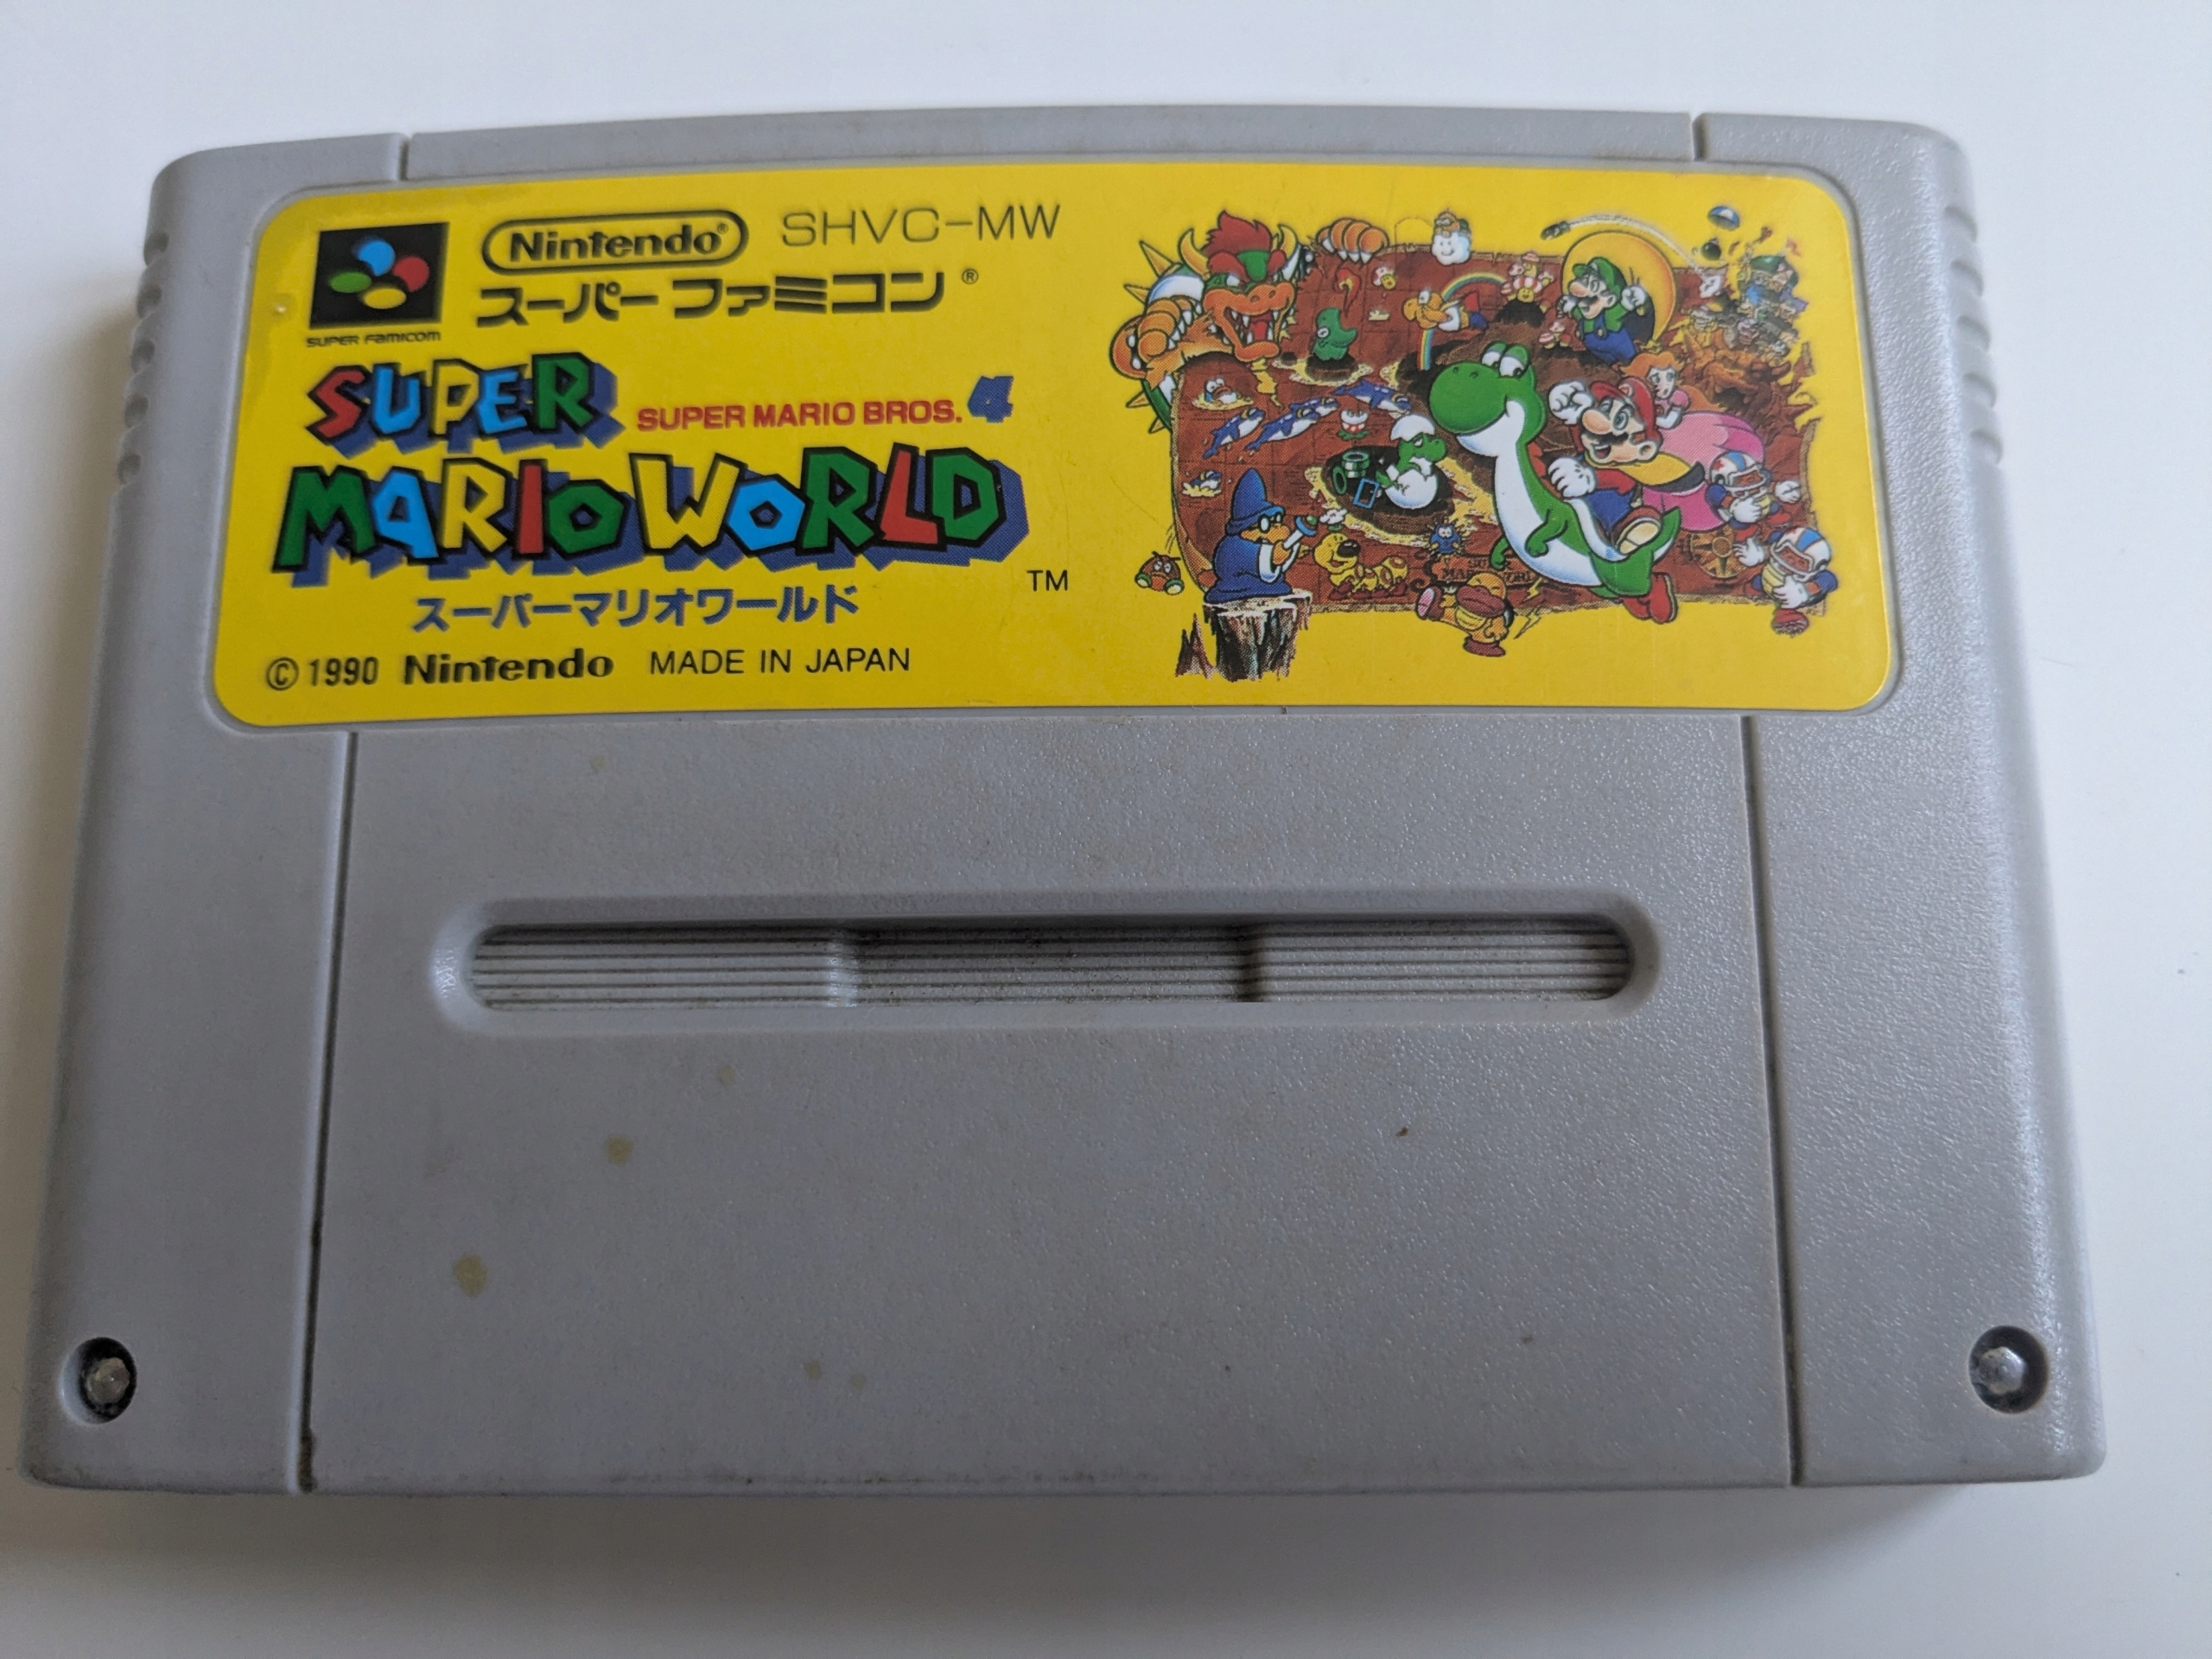 Nintendo® SHVC-MW
スーパー ファミコン®
SUPER FAMICOM
SUPER
SUPER MARIO BROS. 4
MARIO WORLD
TM
スーパーマリオワールド
© 1990 Nintendo MADE IN JAPAN